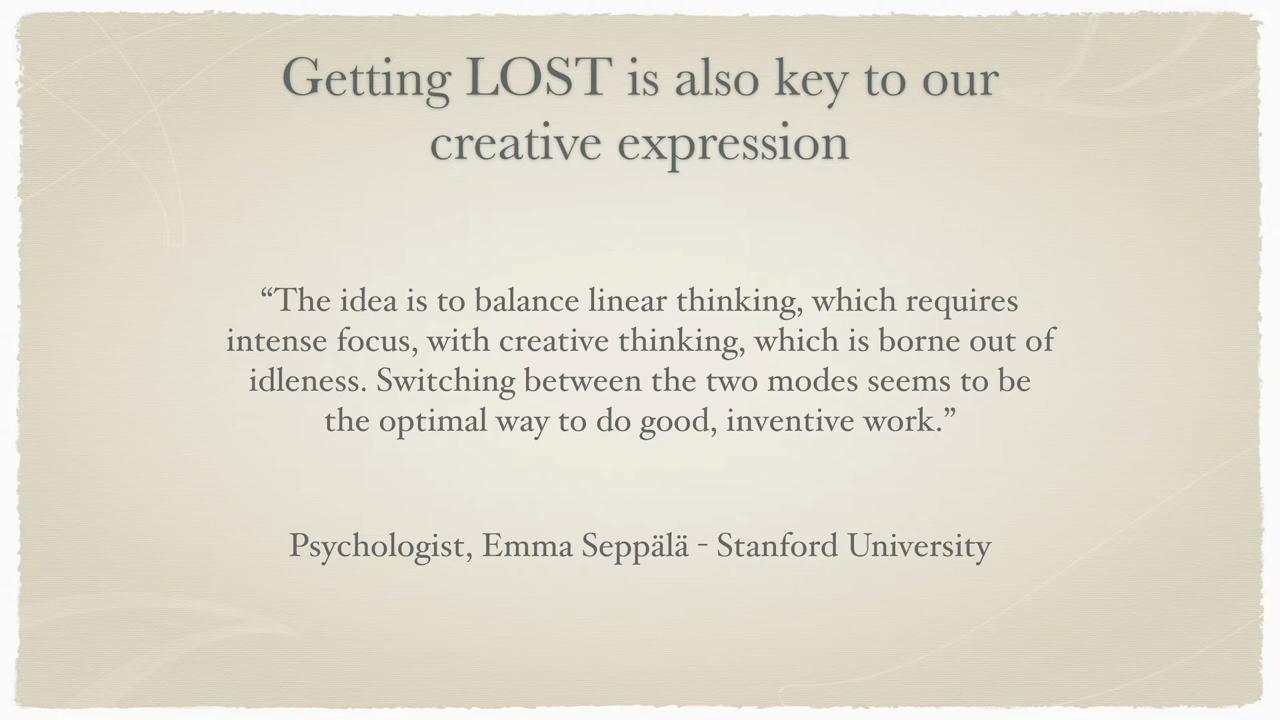 Getting LOST is also key to our
creative expression
“The idea is to balance linear thinking, which requires
intense focus, with creative thinking, which is borne out of
idleness. Switching between the two modes seems to be
the optimal way to do good, inventive work.”
Psychologist, Emma Seppälä - Stanford University